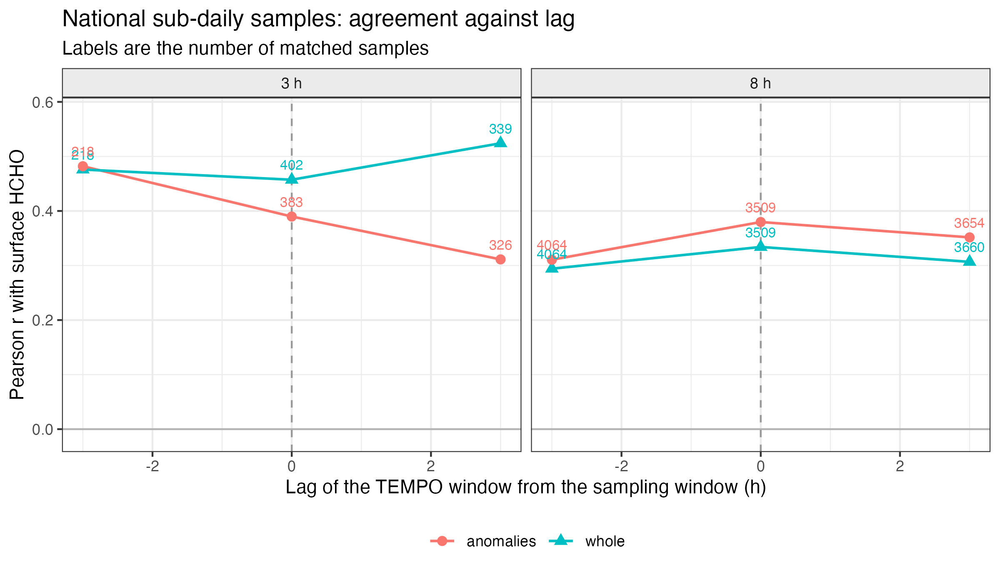 National sub-daily samples: agreement against lag
Labels are the number of matched samples
3 h
8 h
Pearson r with surface HCHO
0.6
0.4
0.2
0.0
218
218
402
383
339
326
4064
4064
3509
3509
3654
3660
-2
0
2
-2
0
2
Lag of the TEMPO window from the sampling window (h)
anomalies
whole